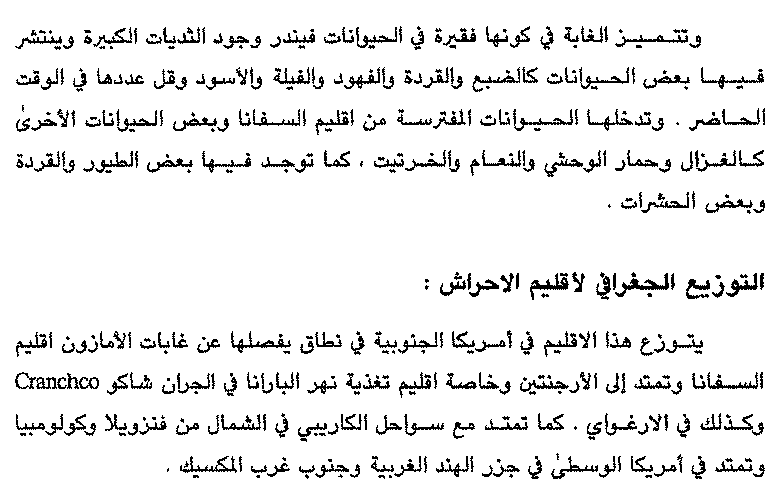 وتتميز الغابة في كونها فقيرة في الحيوانات فيندر وجود الثديات الكبيرة وينتشر
فيها بعض الحيوانات كالضبع والقردة والفهود والفيلة والأسود وقل عددها في الوقت
الحاضر . وتدخلها الحيوانات المفترسة من اقليم السفانا وبعض الحيوانات الأخرىٰ
كالغزال وحمار الوحشي والنعام والخرتيت ، كما توجد فيها بعض الطيور والقردة
وبعض الحشرات .
التوزيع الجغرافي لأقليم الاحراش :
يتوزع هذا الاقليم في أمريكا الجنوبية في نطاق يفصلها عن غابات الأمازون اقليم
السفانا وتمتد إلى الأرجنتين وخاصة اقليم تغذية نهر البارانا في الجران شاكو Cranchco
وكذلك في الارغواي . كما تمتد مع سواحل الكاريبي في الشمال من فنزويلا وكولومبيا
وتمتد في أمريكا الوسطىٰ في جزر الهند الغربية وجنوب غرب المكسيك .